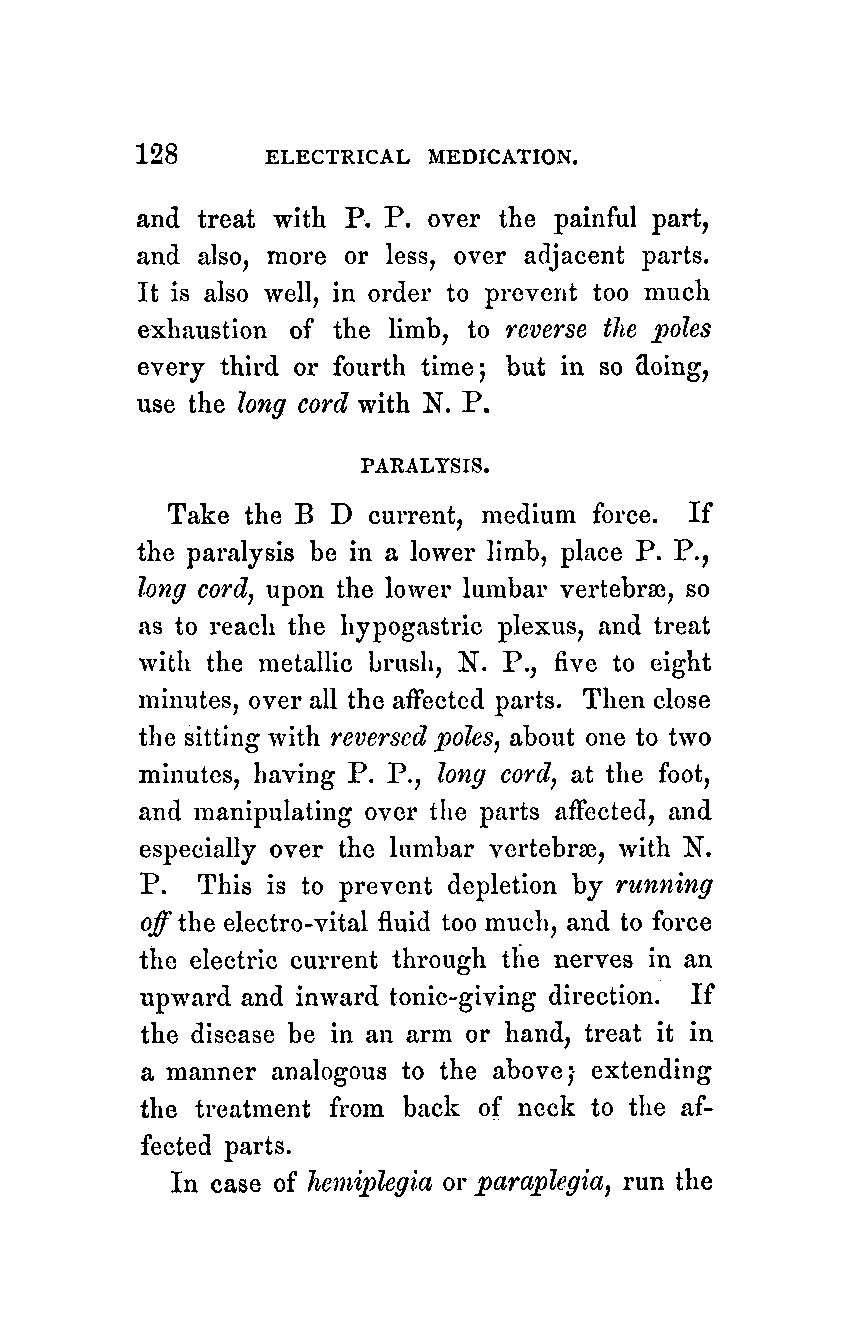 128 ELECTRICAL MEDICATION.
and treat with P. P. over the painful part,
and also, more or less, over adjacent parts.
It is also well, in order to prevent too much
exhaustion of the limb, to reverse the poles
every third or fourth time; but in so doing,
use the long cord with N. P.
PARALYSIS.
Take the B D current, medium force. If
the paralysis be in a lower limb, place P. P.,
long cord, upon the lower lumbar vertebræ, so
as to reach the hypogastric plexus, and treat
with the metallic brush, N. P., five to eight
minutes, over all the affected parts. Then close
the sitting with reversed poles, about one to two
minutes, having P. P., long cord, at the foot,
and manipulating over the parts affected, and
especially over the lumbar vertebræ, with N.
P. This is to prevent depletion by running
off the electro-vital fluid too much, and to force
the electric current through the nerves in an
upward and inward tonic-giving direction. If
the disease be in an arm or hand, treat it in
a manner analogous to the above; extending
the treatment from back of neck to the af-
fected parts.
In case of hemiplegia or paraplegia, run the